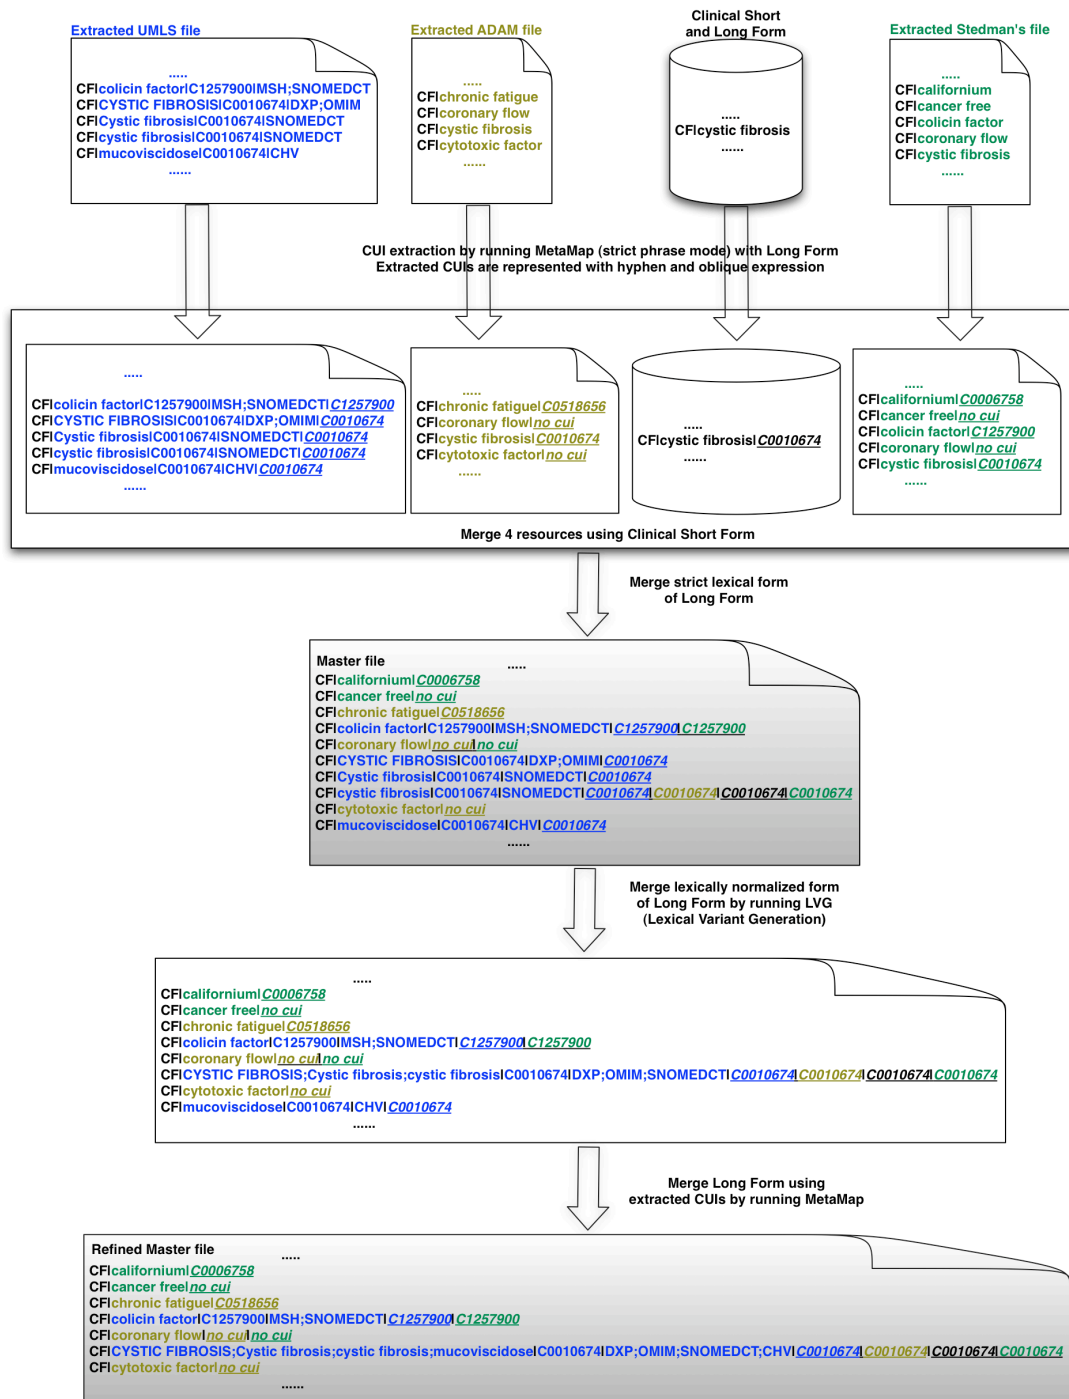 Extracted UMLS file
.....
CF|colicin factor|C1257900|MSH;SNOMEDCT
CF|CYSTIC FIBROSIS|C0010674|DXP;OMIM
CF|Cystic fibrosis|C0010674|SNOMEDCT
CF|cystic fibrosis|C0010674|SNOMEDCT
CF|mucoviscidose|C0010674|CHV
......
Extracted ADAM file
.....
CF|chronic fatigue
CF|coronary flow
CF|cystic fibrosis
CF|cytotoxic factor
......
Clinical Short
and Long Form
.....
CF|cystic fibrosis
......
Extracted Stedman's file
.....
CF|californium
CF|cancer free
CF|colicin factor
CF|coronary flow
CF|cystic fibrosis
......
CUI extraction by running MetaMap (strict phrase mode) with Long Form
Extracted CUIs are represented with hyphen and oblique expression
.....
CF|colicin factor|C1257900|MSH;SNOMEDCT|C1257900
CF|CYSTIC FIBROSIS|C0010674|DXP;OMIM|C0010674
CF|Cystic fibrosis|C0010674|SNOMEDCT|C0010674
CF|cystic fibrosis|C0010674|SNOMEDCT|C0010674
CF|mucoviscidose|C0010674|CHV|C0010674
......
.....
CF|chronic fatigue|C0518656
CF|coronary flow|no cui
CF|cystic fibrosis|C0010674
CF|cytotoxic factor|no cui
......
.....
CF|cystic fibrosis|C0010674
......
.....
CF|californium|C0006758
CF|cancer free|no cui
CF|colicin factor|C1257900
CF|coronary flow|no cui
CF|cystic fibrosis|C0010674
......
Merge 4 resources using Clinical Short Form
Merge strict lexical form
of Long Form
Master file
.....
CF|californium|C0006758
CF|cancer free|no cui
CF|chronic fatigue|C0518656
CF|colicin factor|C1257900|MSH;SNOMEDCT|C1257900|C1257900
CF|coronary flow|no cui|no cui
CF|CYSTIC FIBROSIS|C0010674|DXP;OMIM|C0010674
CF|Cystic fibrosis|C0010674|SNOMEDCT|C0010674
CF|cystic fibrosis|C0010674|SNOMEDCT|C0010674|C0010674|C0010674|C0010674
CF|cytotoxic factor|no cui
CF|mucoviscidose|C0010674|CHV|C0010674
......
Merge lexically normalized form
of Long Form by running LVG
(Lexical Variant Generation)
.....
CF|californium|C0006758
CF|cancer free|no cui
CF|chronic fatigue|C0518656
CF|colicin factor|C1257900|MSH;SNOMEDCT|C1257900|C1257900
CF|coronary flow|no cui|no cui
CF|CYSTIC FIBROSIS;Cystic fibrosis;cystic fibrosis|C0010674|DXP;OMIM;SNOMEDCT|C0010674|C0010674|C0010674|C0010674
CF|cytotoxic factor|no cui
CF|mucoviscidose|C0010674|CHV|C0010674
......
Merge Long Form using
extracted CUIs by running MetaMap
Refined Master file
.....
CF|californium|C0006758
CF|cancer free|no cui
CF|chronic fatigue|C0518656
CF|colicin factor|C1257900|MSH;SNOMEDCT|C1257900|C1257900
CF|coronary flow|no cui|no cui
CF|CYSTIC FIBROSIS;Cystic fibrosis;cystic fibrosis;mucoviscidose|C0010674|DXP;OMIM;SNOMEDCT;CHV|C0010674|C0010674|C0010674|C0010674
CF|cytotoxic factor|no cui
......